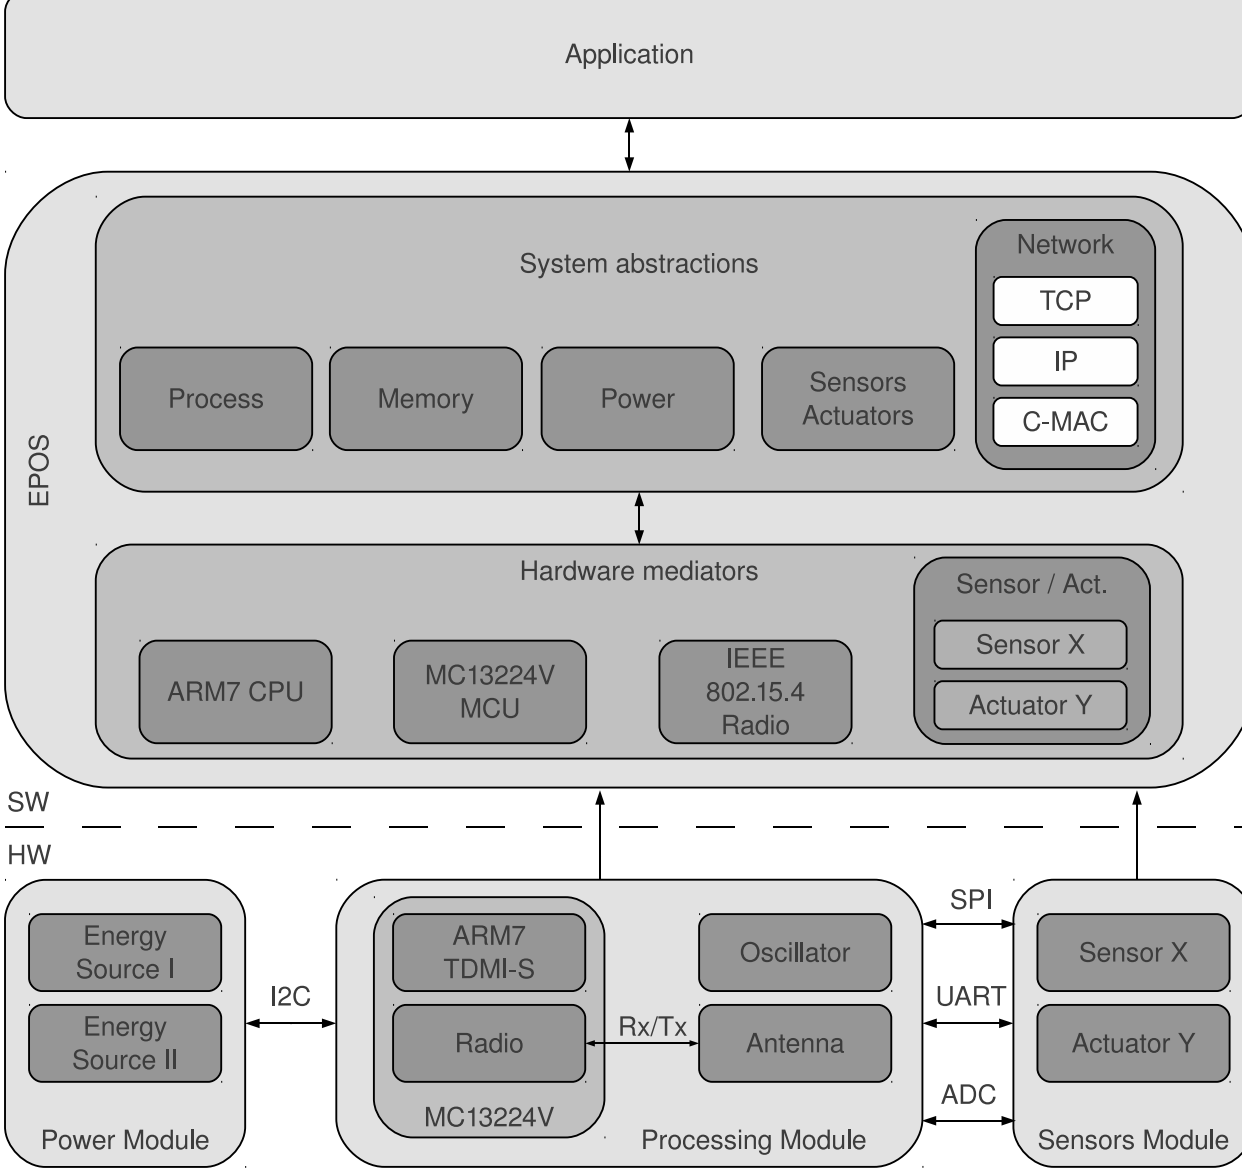 Application
EPOS
System abstractions
Network
TCP
IP
C-MAC
Process
Memory
Power
Sensors
Actuators
Hardware mediators
Sensor / Act.
Sensor X
Actuator Y
ARM7 CPU
MC13224V
MCU
IEEE
802.15.4
Radio
SW
HW
Energy
Source I
Energy
Source II
Power Module
I2C
ARM7
TDMI-S
Radio
MC13224V
Rx/Tx
Oscillator
Antenna
Processing Module
SPI
UART
ADC
Sensor X
Actuator Y
Sensors Module